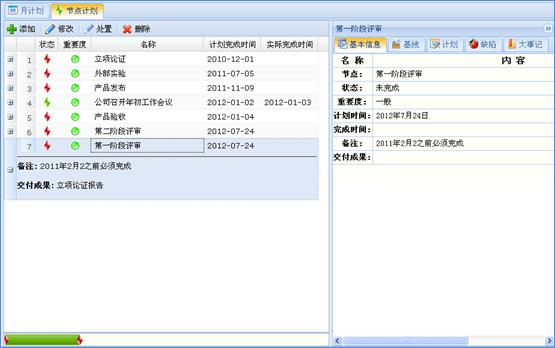 月计划 节点计划
添加 修改 处置 删除
状态 重要度 名称 计划完成时间 实际完成时间
1 立项论证 2010-12-01
2 外部实验 2011-07-05
3 产品发布 2011-11-09
4 公司召开年初工作会议 2012-01-02 2012-01-03
5 产品验收 2012-01-04
6 第二阶段评审 2012-07-24
7 第一阶段评审 2012-07-24
备注: 2011年2月2之前必须完成
交付成果: 立项论证报告
第一阶段评审
基本信息 基线 计划 缺陷 大事记
名 称 内 容
节点: 第一阶段评审
状态: 未完成
重要度: 一般
计划时间: 2012年7月24日
完成时间:
备注: 2011年2月2之前必须完成
交付成果: